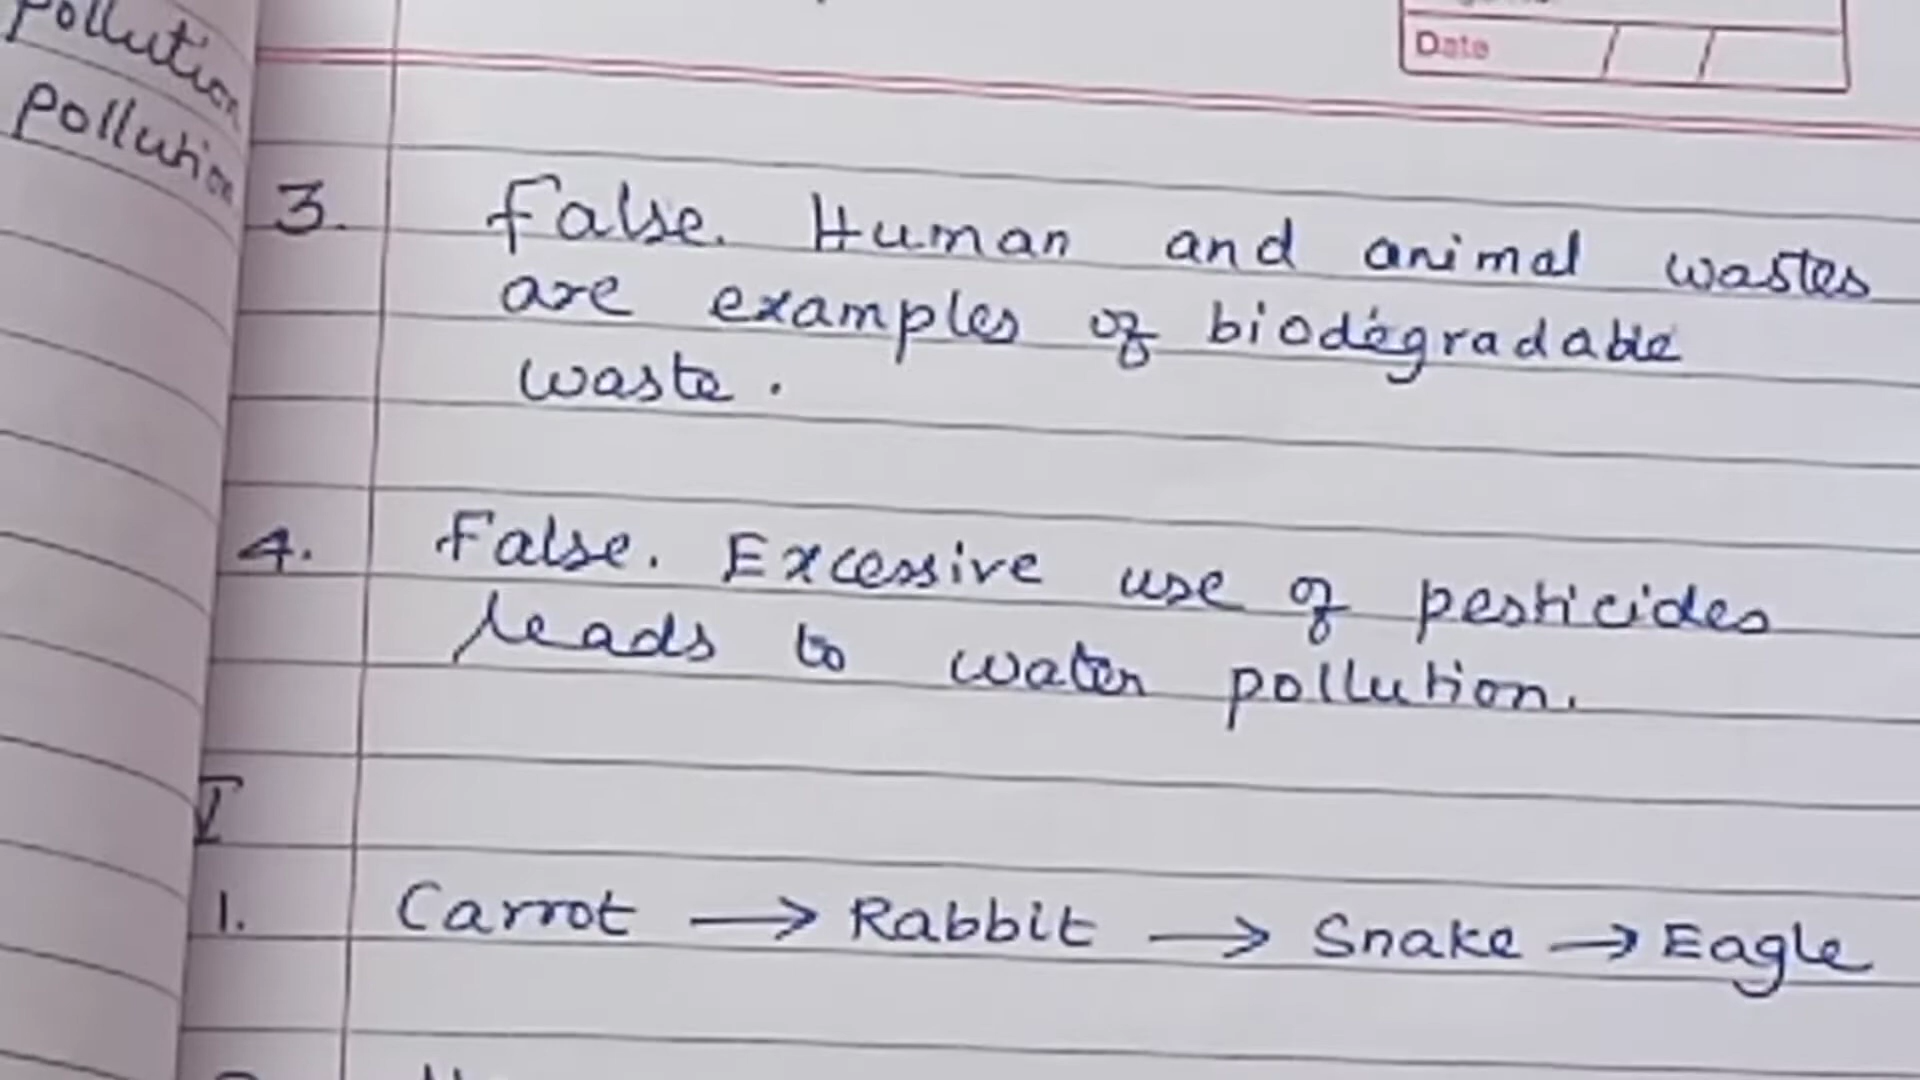 pollution
pollution
Date
3. False. Human and animal wastes
are examples of biodegradable
waste.
4. False. Excessive use of pesticides
leads to water pollution.
I
1. Carrot → Rabbit → Snake → Eagle